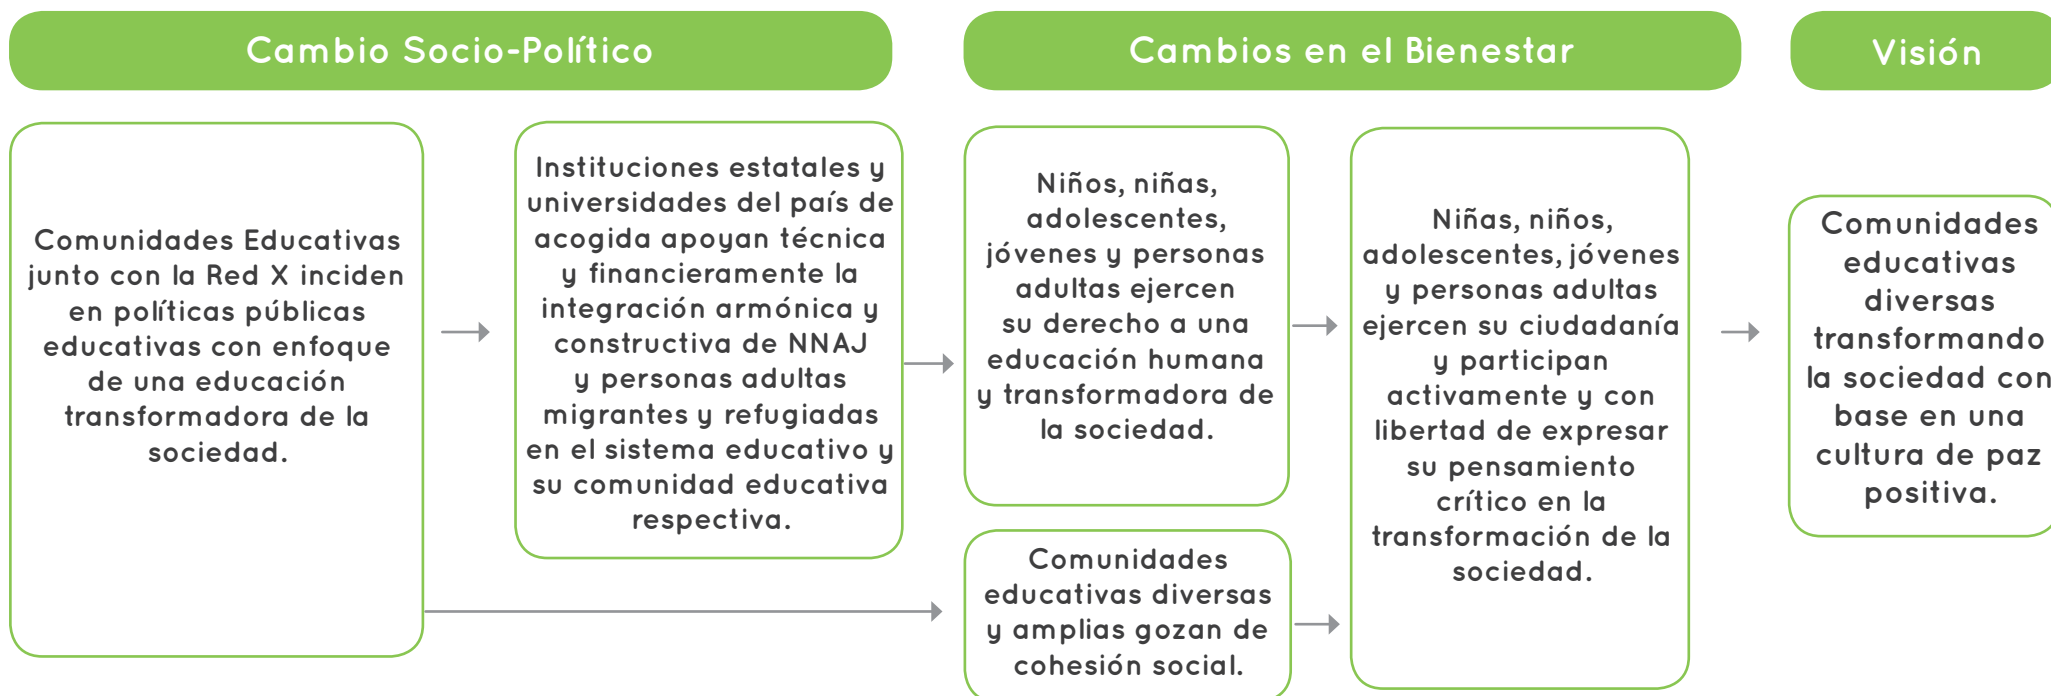 Cambio Socio-Político
Cambios en el Bienestar
Visión
Comunidades Educativas
junto con la Red X inciden
en políticas públicas
educativas con enfoque
de una educación
transformadora de la
sociedad.
Instituciones estatales y
universidades del país de
acogida apoyan técnica
y financieramente la
integración armónica y
constructiva de NNAJ
y personas adultas
migrantes y refugiadas
en el sistema educativo y
su comunidad educativa
respectiva.
Niños, niñas,
adolescentes,
jóvenes y personas
adultas ejercen
su derecho a una
educación humana
y transformadora de
la sociedad.
Comunidades
educativas diversas
y amplias gozan de
cohesión social.
Niñas, niños,
adolescentes, jóvenes
y personas adultas
ejercen su ciudadanía
y participan
activamente y con
libertad de expresar
su pensamiento
crítico en la
transformación de la
sociedad.
Comunidades
educativas
diversas
transformando
la sociedad con
base en una
cultura de paz
positiva.